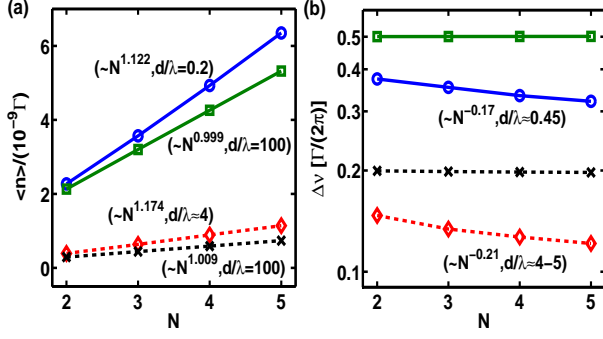 (a)
<n>/(10⁻⁹Γ)
6
4
2
0
2
3
4
5
N
(~N^1.122,d/λ=0.2)
(~N^0.999,d/λ=100)
(~N^1.174,d/λ≈4)
(~N^1.009,d/λ=100)
(b)
Δν [Γ/(2π)]
0.5
0.4
0.3
0.2
0.1
2
3
4
5
N
(~N^−0.17,d/λ≈0.45)
(~N^−0.21,d/λ≈4−5)